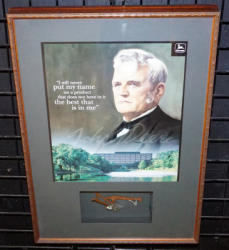 "I will never
put my name
on a product
that does not have in it
the best that
is in me"